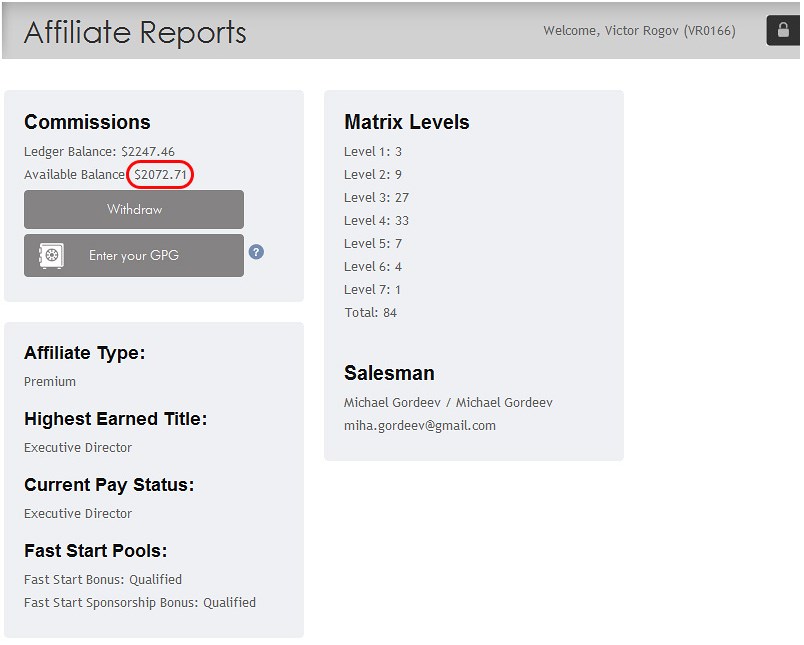 Affiliate Reports
Welcome, Victor Rogov (VR0166)
Commissions
Ledger Balance: $2247.46
Available Balance $2072.71
Withdraw
Enter your GPG
?
Affiliate Type:
Premium
Highest Earned Title:
Executive Director
Current Pay Status:
Executive Director
Fast Start Pools:
Fast Start Bonus: Qualified
Fast Start Sponsorship Bonus: Qualified
Matrix Levels
Level 1: 3
Level 2: 9
Level 3: 27
Level 4: 33
Level 5: 7
Level 6: 4
Level 7: 1
Total: 84
Salesman
Michael Gordeev / Michael Gordeev
miha.gordeev@gmail.com